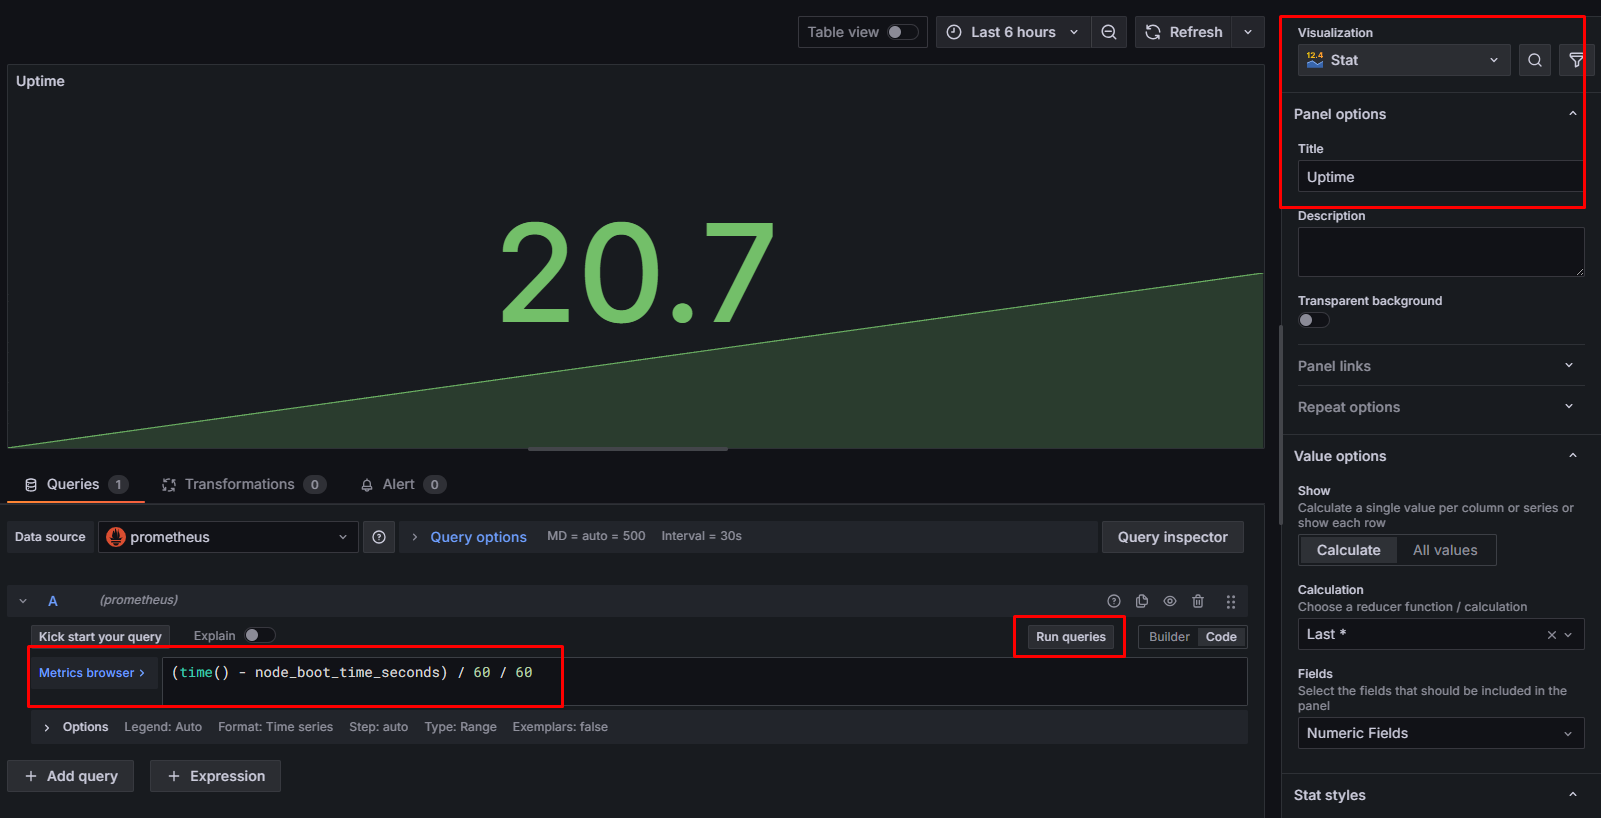 Table view
Last 6 hours
Refresh
Uptime
20.7
Queries 1
Transformations 0
Alert 0
Data source
prometheus
Query options
MD = auto = 500
Interval = 30s
Query inspector
A
(prometheus)
Kick start your query
Explain
Run queries
Builder
Code
Metrics browser
(time() - node_boot_time_seconds) / 60 / 60
Options
Legend: Auto
Format: Time series
Step: auto
Type: Range
Exemplars: false
+ Add query
+ Expression
Visualization
12.4
Stat
Panel options
Title
Uptime
Description
Transparent background
Panel links
Repeat options
Value options
Show
Calculate a single value per column or series or
show each row
Calculate
All values
Calculation
Choose a reducer function / calculation
Last *
Fields
Select the fields that should be included in the
panel
Numeric Fields
Stat styles